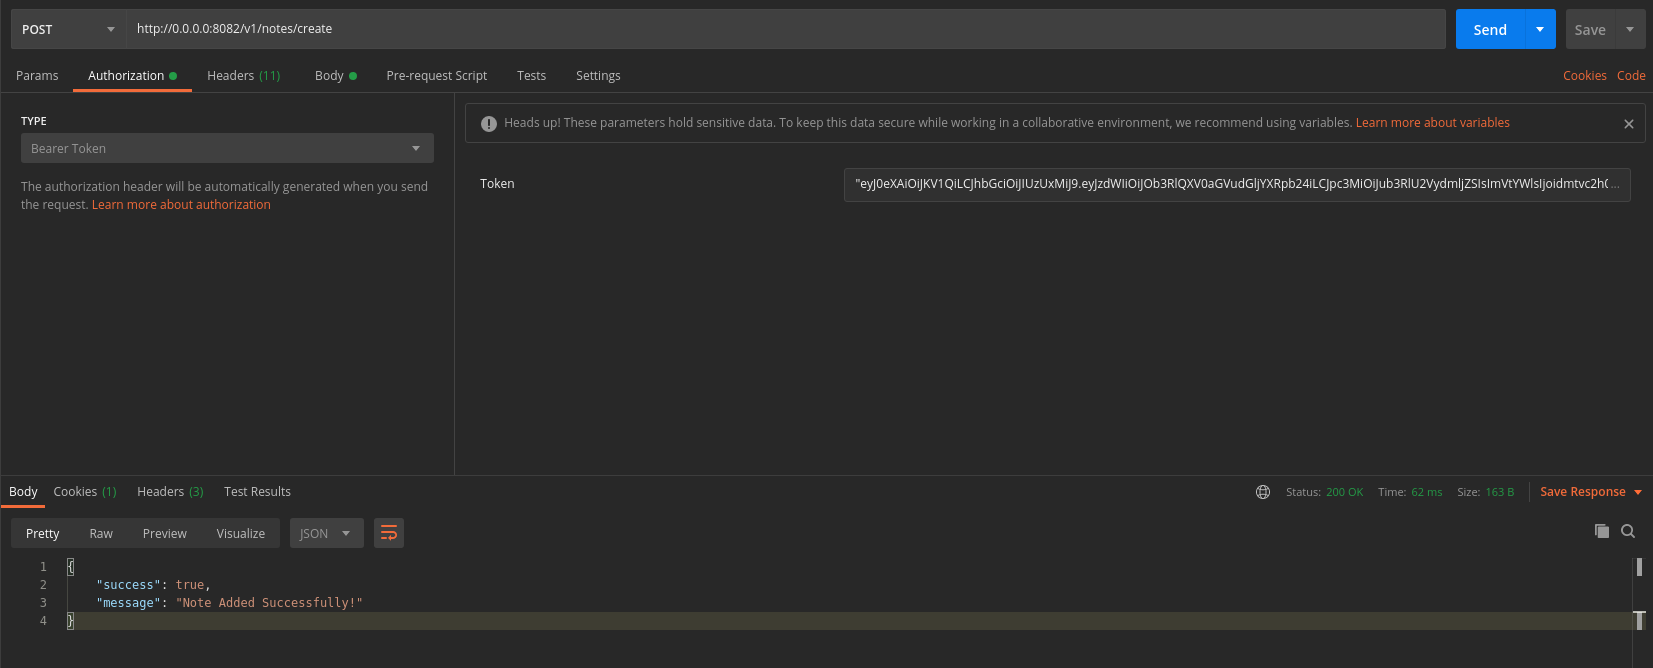 POST http://0.0.0.0:8082/v1/notes/create Send Save
Params Authorization Headers (11) Body Pre-request Script Tests Settings Cookies Code
TYPE
Bearer Token
The authorization header will be automatically generated when you send
the request. Learn more about authorization
Heads up! These parameters hold sensitive data. To keep this data secure while working in a collaborative environment, we recommend using variables. Learn more about variables
Token
Body Cookies (1) Headers (3) Test Results Status: 200 OK Time: 62 ms Size: 163 B Save Response
Pretty Raw Preview Visualize JSON
1 {
2 "success": true,
3 "message": "Note Added Successfully!"
4 }